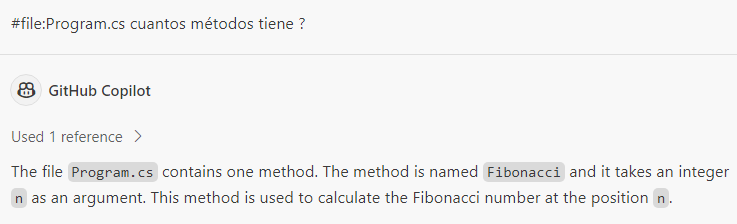 #file:Program.cs cuantos métodos tiene ?
GitHub Copilot
Used 1 reference
The file Program.cs contains one method. The method is named Fibonacci and it takes an integer
n as an argument. This method is used to calculate the Fibonacci number at the position n.